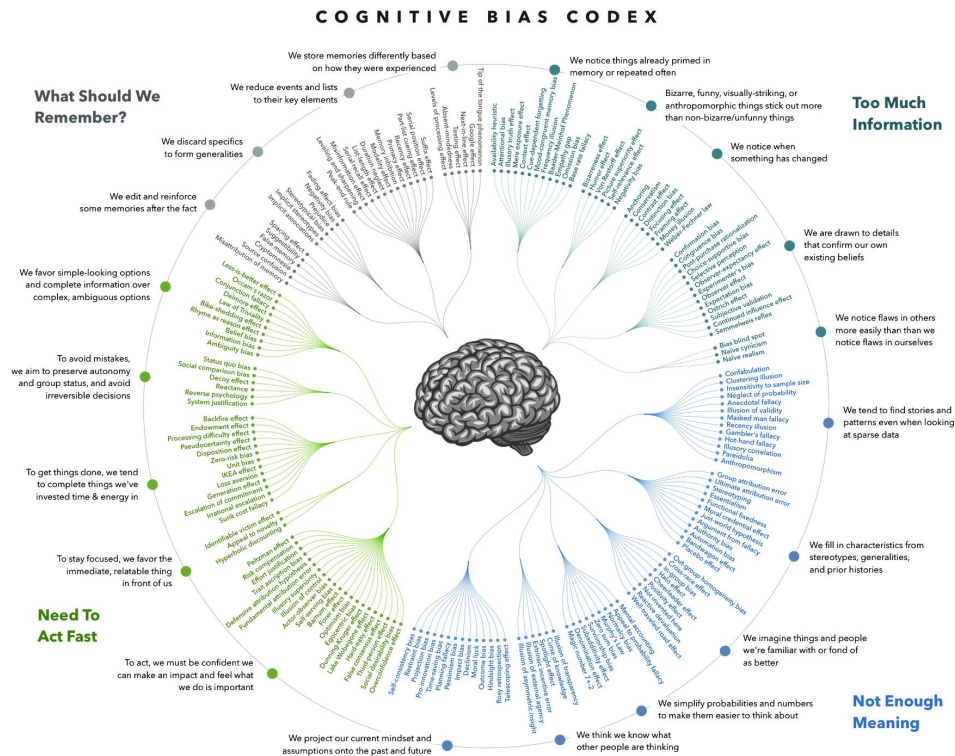 COGNITIVE BIAS CODEX
What Should We
Remember?
We store memories differently based
on how they were experienced
Tip of the tongue phenomenon
Google effect
Next-in-line effect
Testing effect
Absent-mindedness
Levels of processing effect
We reduce events and lists
to their key elements
Suffix effect
Serial position effect
Part-list cueing effect
Recency effect
Primacy effect
Memory inhibition
Modality effect
Duration neglect
List-length effect
Serial recall effect
Misinformation effect
Leveling and sharpening
Peak-end rule
We discard specifics
to form generalities
Fading affect bias
Negativity bias
Prejudice
Stereotypical bias
Implicit stereotypes
Implicit associations
We edit and reinforce
some memories after the fact
Spacing effect
Suggestibility
False memory
Cryptomnesia
Source confusion
Misattribution of memory
Too Much
Information
We notice things already primed in
memory or repeated often
Availability heuristic
Attentional bias
Illusory truth effect
Mere exposure effect
Context effect
Cue-dependent forgetting
Mood-congruent memory bias
Frequency illusion
Baader-Meinhof Phenomenon
Empathy gap
Omission bias
Base rate fallacy
Bizarre, funny, visually-striking, or
anthropomorphic things stick out more
than non-bizarre/unfunny things
Bizarreness effect
Humor effect
Von Restorff effect
Picture superiority effect
Self-relevance effect
Negativity bias
We notice when
something has changed
Anchoring
Conservatism
Contrast effect
Distinction bias
Focusing effect
Framing effect
Money illusion
Weber–Fechner law
We are drawn to details
that confirm our own
existing beliefs
Confirmation bias
Congruence bias
Post-purchase rationalization
Choice-supportive bias
Selective perception
Observer-expectancy effect
Experimenter's bias
Observer effect
Expectation bias
Ostrich effect
Subjective validation
Continued influence effect
Semmelweis reflex
We notice flaws in others
more easily than than we
notice flaws in ourselves
Bias blind spot
Naïve cynicism
Naïve realism
We tend to find stories and
patterns even when looking
at sparse data
Confabulation
Clustering illusion
Insensitivity to sample size
Neglect of probability
Anecdotal fallacy
Illusion of validity
Masked man fallacy
Recency illusion
Gambler's fallacy
Hot-hand fallacy
Illusory correlation
Pareidolia
Anthropomorphism
We fill in characteristics from
stereotypes, generalities,
and prior histories
Group attribution error
Ultimate attribution error
Stereotyping
Essentialism
Functional fixedness
Moral credential effect
Just-world hypothesis
Argument from fallacy
Authority bias
Automation bias
Bandwagon effect
Placebo effect
We imagine things and people
we're familiar with or fond of
as better
Out-group homogeneity bias
Cross-race effect
In-group bias
Halo effect
Cheerleader effect
Positivity effect
Not invented here
Reactive devaluation
Well-traveled road effect
Not Enough
Meaning
We simplify probabilities and numbers
to make them easier to think about
Mental accounting
Appeal to probability fallacy
Normalcy bias
Murphy's Law
Zero sum bias
Survivorship bias
Subadditivity effect
Denomination effect
Magic number 7+-2
We think we know what
other people are thinking
Illusion of transparency
Curse of knowledge
Spotlight effect
Extrinsic incentive error
Illusion of external agency
Illusion of asymmetric insight
We project our current mindset and
assumptions onto the past and future
Telescoping effect
Rosy retrospection
Hindsight bias
Outcome bias
Moral luck
Declinism
Impact bias
Pessimism bias
Planning fallacy
Time-saving bias
Pro-innovation bias
Projection bias
Restraint bias
Self-consistency bias
We favor simple-looking options
and complete information over
complex, ambiguous options
Less-is-better effect
Occam's razor
Conjunction fallacy
Delmore effect
Law of triviality
Bike-shedding effect
Rhyme as reason effect
Belief bias
Information bias
Ambiguity bias
To avoid mistakes,
we aim to preserve autonomy
and group status, and avoid
irreversible decisions
Status quo bias
Social comparison bias
Decoy effect
Reactance
Reverse psychology
System justification
To get things done, we tend
to complete things we've
invested time & energy in
Backfire effect
Endowment effect
Processing difficulty effect
Pseudocertainty effect
Disposition effect
Zero-risk bias
Unit bias
IKEA effect
Loss aversion
Generation effect
Escalation of commitment
Irrational escalation
Sunk cost fallacy
To stay focused, we favor the
immediate, relatable thing
in front of us
Identifiable victim effect
Appeal to novelty
Hyperbolic discounting
Need To
Act Fast
To act, we must be confident we
can make an impact and feel what
we do is important
Peltzman effect
Risk compensation
Effort justification
Trait ascription bias
Defensive attribution hypothesis
Fundamental attribution error
Illusory superiority
Illusion of control
Actor-observer bias
Self-serving bias
Barnum effect
Forer effect
Optimism bias
Egocentric bias
Dunning-Kruger effect
Lake Wobegone effect
Hard-easy effect
False consensus effect
Third-person effect
Social desirability bias
Overconfidence effect